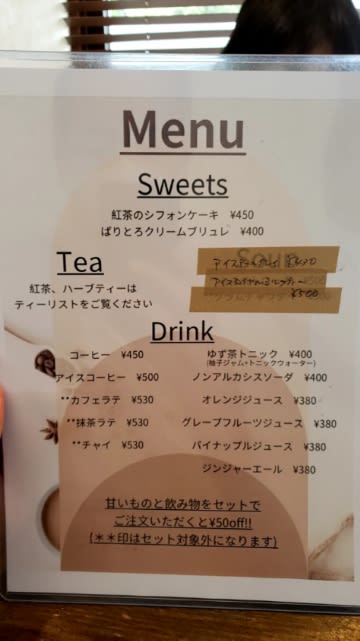 Menu
Sweets
紅茶のシフォンケーキ ¥450
ぱりとろクリームブリュレ ¥400
Tea
紅茶、ハーブティーは
ティーリストをご覧ください
アイス
アイス
¥500
Drink
コーヒー ¥450
アイスコーヒー ¥500
**カフェラテ ¥530
**抹茶ラテ ¥530
**チャイ ¥530
ゆず茶トニック ¥400
(柚子ジャム+トニックウォーター)
ノンアルカシスソーダ ¥400
オレンジジュース ¥380
グレープフルーツジュース ¥380
パイナップルジュース ¥380
ジンジャーエール ¥380
甘いものと飲み物をセットで
ご注文いただくと¥50off!!
(＊＊印はセット対象外になります)